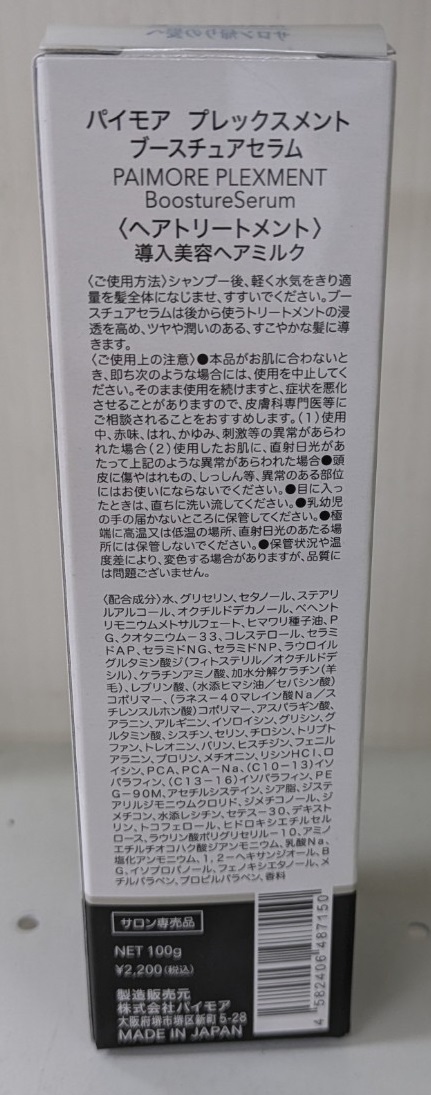 パイモア プレックスメント
ブースチュアセラム
PAIMORE PLEXMENT
BoostureSerum
〈ヘアトリートメント〉
導入美容ヘアミルク
〈ご使用方法〉シャンプー後、軽く水気をきり適
量を髪全体になじませ、すすいでください。ブー
スチュアセラムは後から使うトリートメントの浸
透を高め、ツヤや潤いのある、すこやかな髪に導
きます。
〈ご使用上の注意〉●本品がお肌に合わないと
き、即ち次のような場合には、使用を中止してく
ださい。そのまま使用を続けますと、症状を悪化
させることがありますので、皮膚科専門医等に
ご相談されることをおすすめします。(1)使用
中、赤味、はれ、かゆみ、刺激等の異常があらわ
れた場合(2)使用したお肌に、直射日光があ
たって上記のような異常があらわれた場合●頭
皮に傷やはれもの、しっしん等、異常のある部位
にはお使いにならないでください。●目に入っ
たときは、直ちに洗い流してください。●乳幼児
の手の届かないところに保管してください。●極
端に高温又は低温の場所、直射日光のあたる場
所には保管しないでください。●保管状況や温
度差により、変色する場合がありますが、品質に
は問題ございません。
〈配合成分〉水、グリセリン、セタノール、ステアリ
ルアルコール、オクチルドデカノール、ベヘント
リモニウムメトサルフェート、ヒマワリ種子油、P
G、クオタニウム－33、コレステロール、セラミ
ドAP、セラミドNG、セラミドNP、ラウロイル
グルタミン酸ジ(フィトステリル／オクチルドデ
シル)、ケラチンアミノ酸、加水分解ケラチン(羊
毛)、レブリン酸、(水添ヒマシ油／セバシン酸)
コポリマー、(ラネス－40マレイン酸Na／ス
チレンスルホン酸)コポリマー、アスパラギン酸、
アラニン、アルギニン、イソロイシン、グリシン、グ
ルタミン酸、シスチン、セリン、チロシン、トリプト
ファン、トレオニン、バリン、ヒスチジン、フェニル
アラニン、プロリン、メチオニン、リシンHCl、ロ
イシン、PCA、PCA－Na、(C10－13)イソ
パラフィン、(C13－16)イソパラフィン、PE
G－90M、アセチルシステイン、シア脂、ジステ
アリルジモニウムクロリド、ジメチコノール、ジ
メチコン、水添レシチン、セテス－30、デキスト
リン、トコフェロール、ヒドロキシエチルセル
ロース、ラウリン酸ポリグリセリル－10、アミノ
エチルチオコハク酸ジアンモニウム、乳酸Na、
塩化アンモニウム、1,2－ヘキサンジオール、B
G、イソプロパノール、フェノキシエタノール、メ
チルパラベン、プロピルパラベン、香料
サロン専売品
NET 100g
¥2,200(税込)
製造販売元
株式会社パイモア
大阪府堺市堺区新町 5-28
MADE IN JAPAN
4 582406 487150